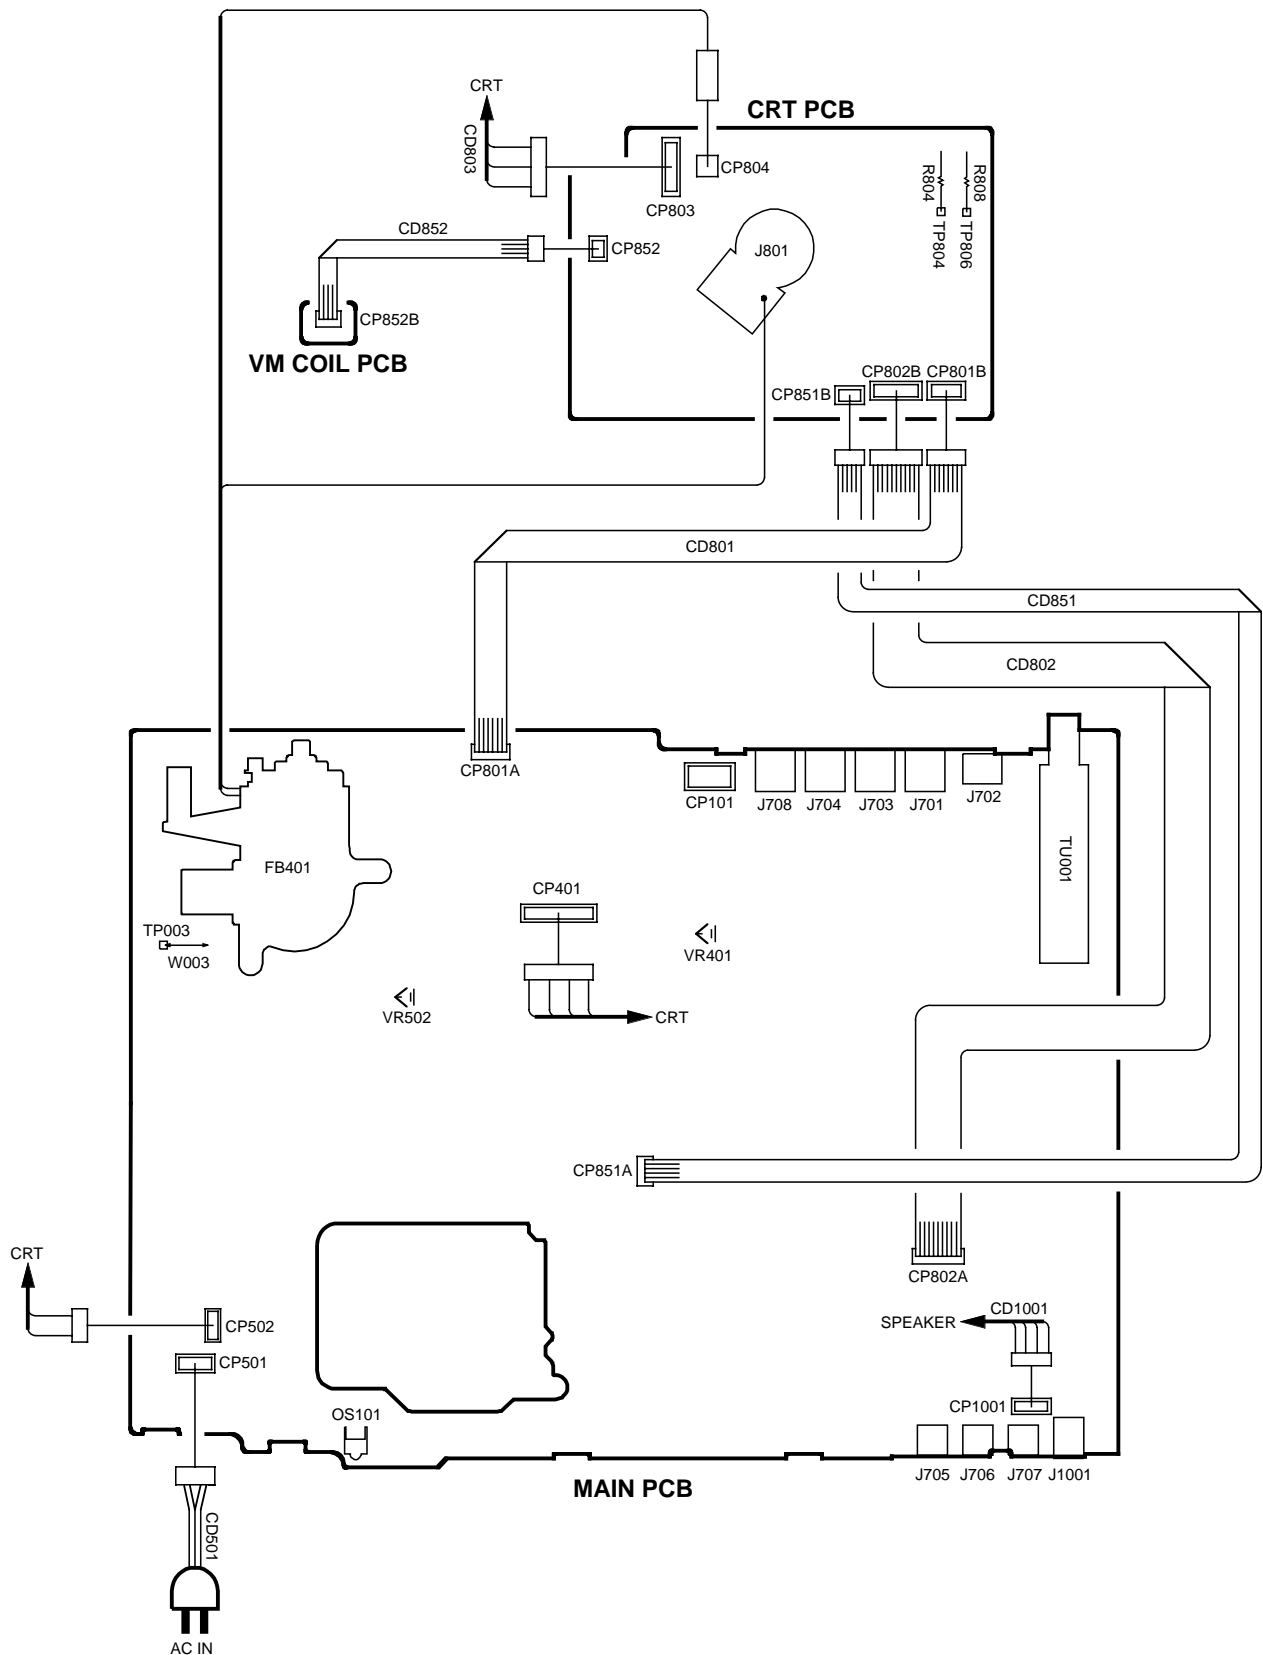 CRT
CRT PCB
CD803
CP804
CP803
R804
R808
TP804
TP806
CD852
CP852
J801
CP852B
VM COIL PCB
CP851B
CP802B
CP801B
CD801
CD851
CD802
CP801A
CP101
J708
J704
J703
J701
J702
TU001
FB401
CP401
TP003
W003
VR401
VR502
CRT
CP851A
CRT
CP802A
CD1001
SPEAKER
CP502
CP501
CP1001
OS101
J705
J706
J707
J1001
MAIN PCB
CD501
AC IN